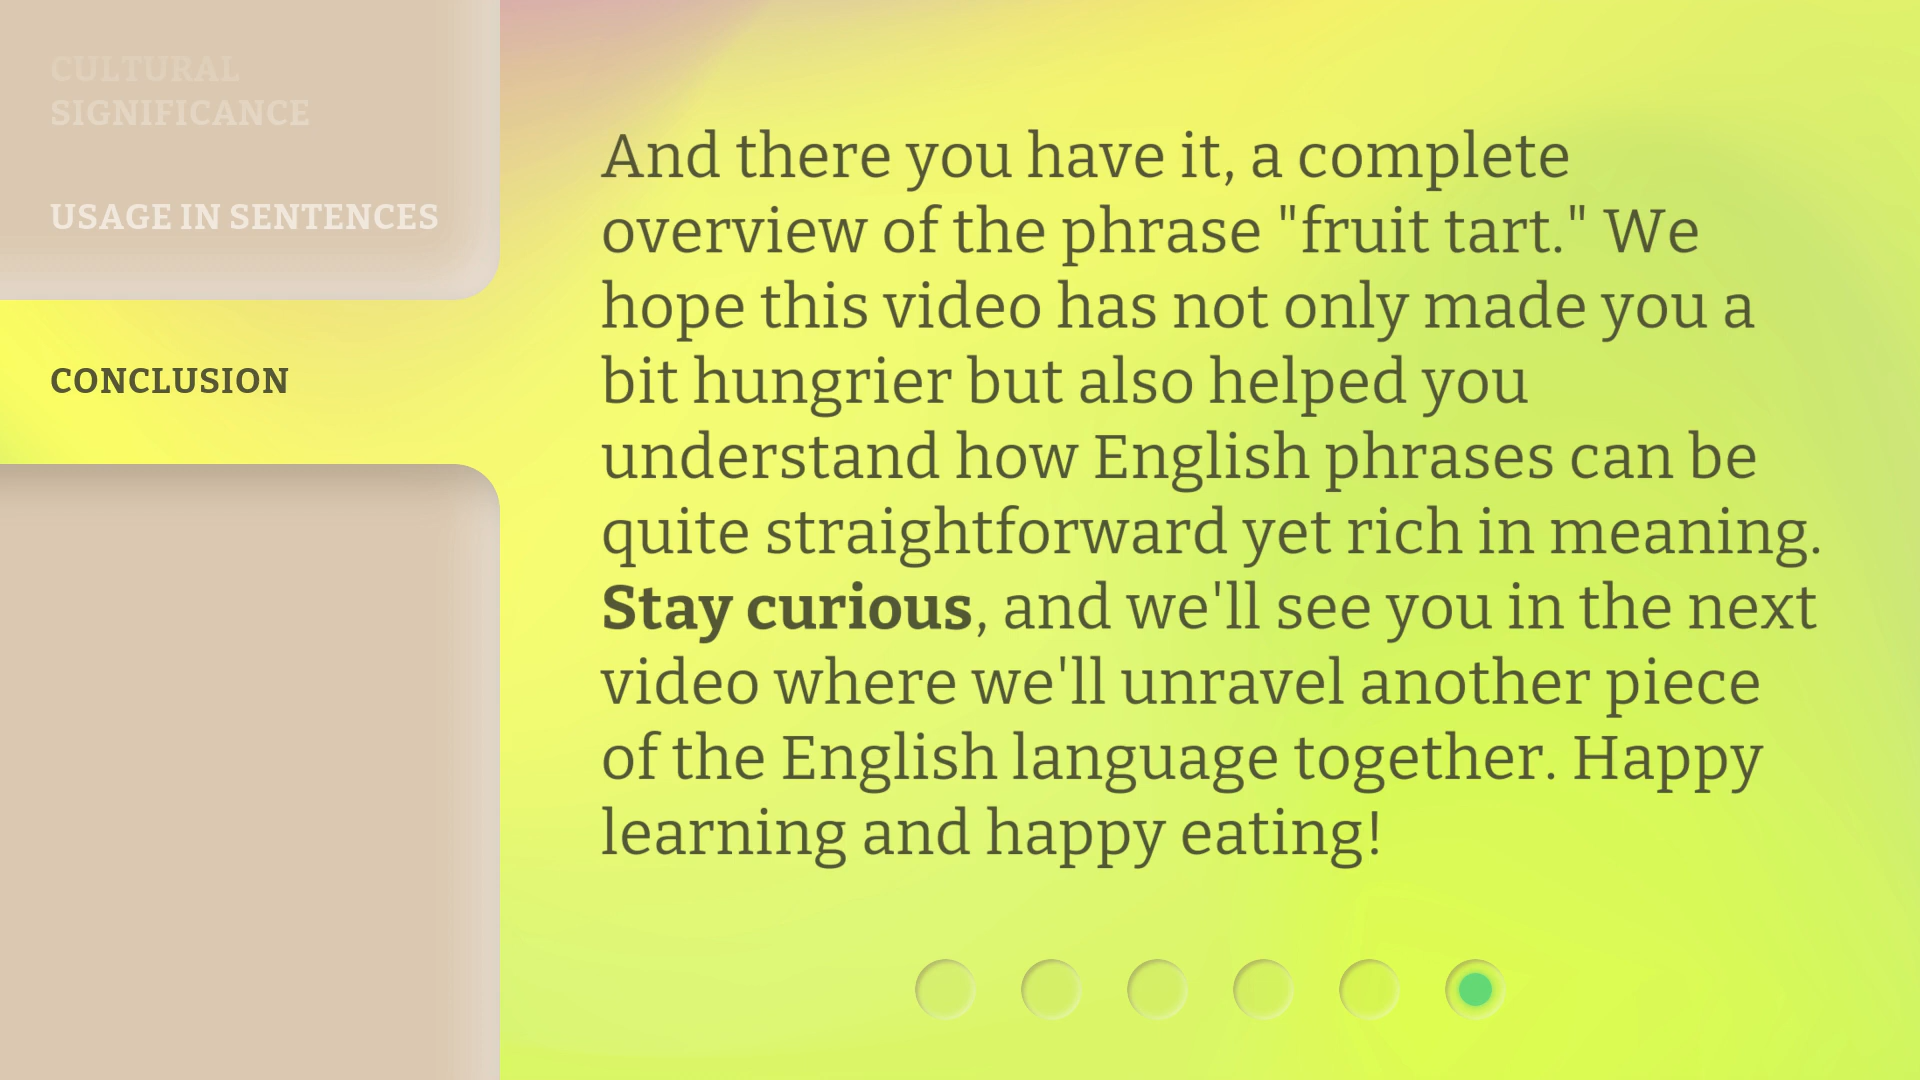 CULTURAL
SIGNIFICANCE
USAGE IN SENTENCES
CONCLUSION
And there you have it, a complete
overview of the phrase "fruit tart." We
hope this video has not only made you a
bit hungrier but also helped you
understand how English phrases can be
quite straightforward yet rich in meaning.
Stay curious, and we'll see you in the next
video where we'll unravel another piece
of the English language together. Happy
learning and happy eating!